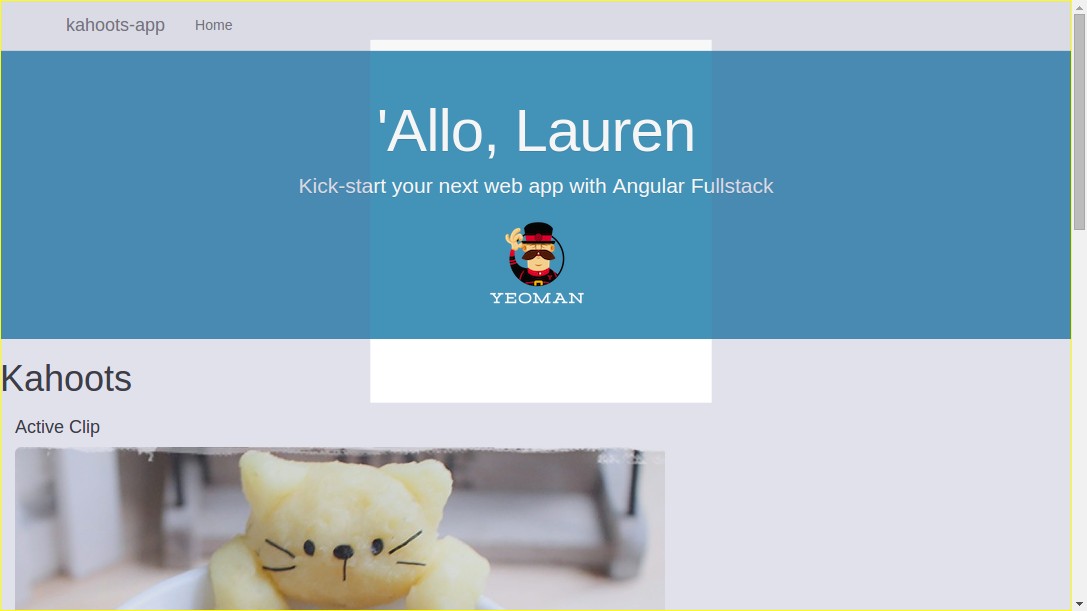 kahoots-app Home
'Allo, Lauren
Kick-start your next web app with Angular Fullstack
YEOMAN
Kahoots
Active Clip